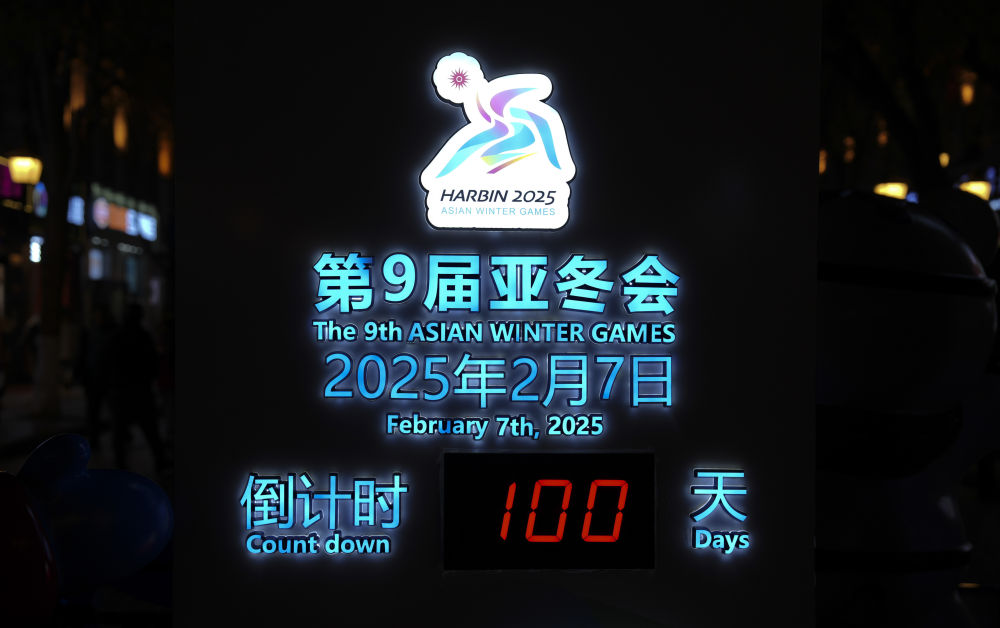 HARBIN 2025
ASIAN WINTER GAMES
第9届亚冬会
The 9th ASIAN WINTER GAMES
2025年2月7日
February 7th, 2025
倒计时 100 天
Count down Days